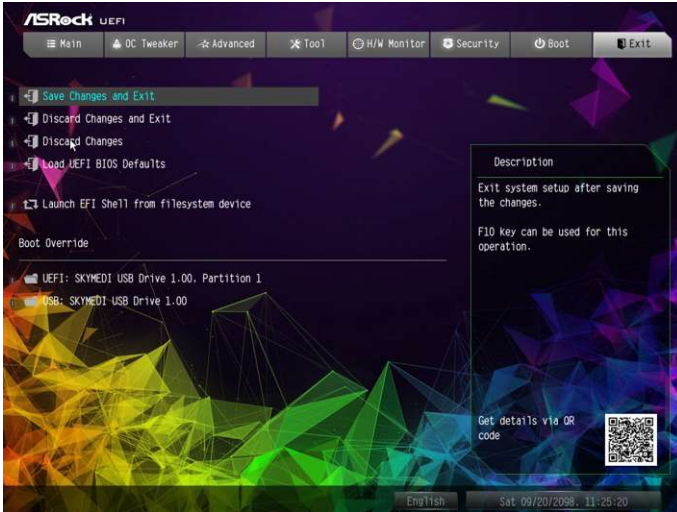 ASRock UEFI
Main OC Tweaker Advanced Tool H/W Monitor Security Boot Exit
Save Changes and Exit
Discard Changes and Exit
Discard Changes
Load UEFI BIOS Defaults
Launch EFI Shell from filesystem device
Boot Override
UEFI: SKYMEDI USB Drive 1.00. Partition 1
USB: SKYMEDI USB Drive 1.00
Description
Exit system setup after saving
the changes.
F10 key can be used for this
operation.
Get details via QR
code
English Sat 09/20/2098. 11:25:20